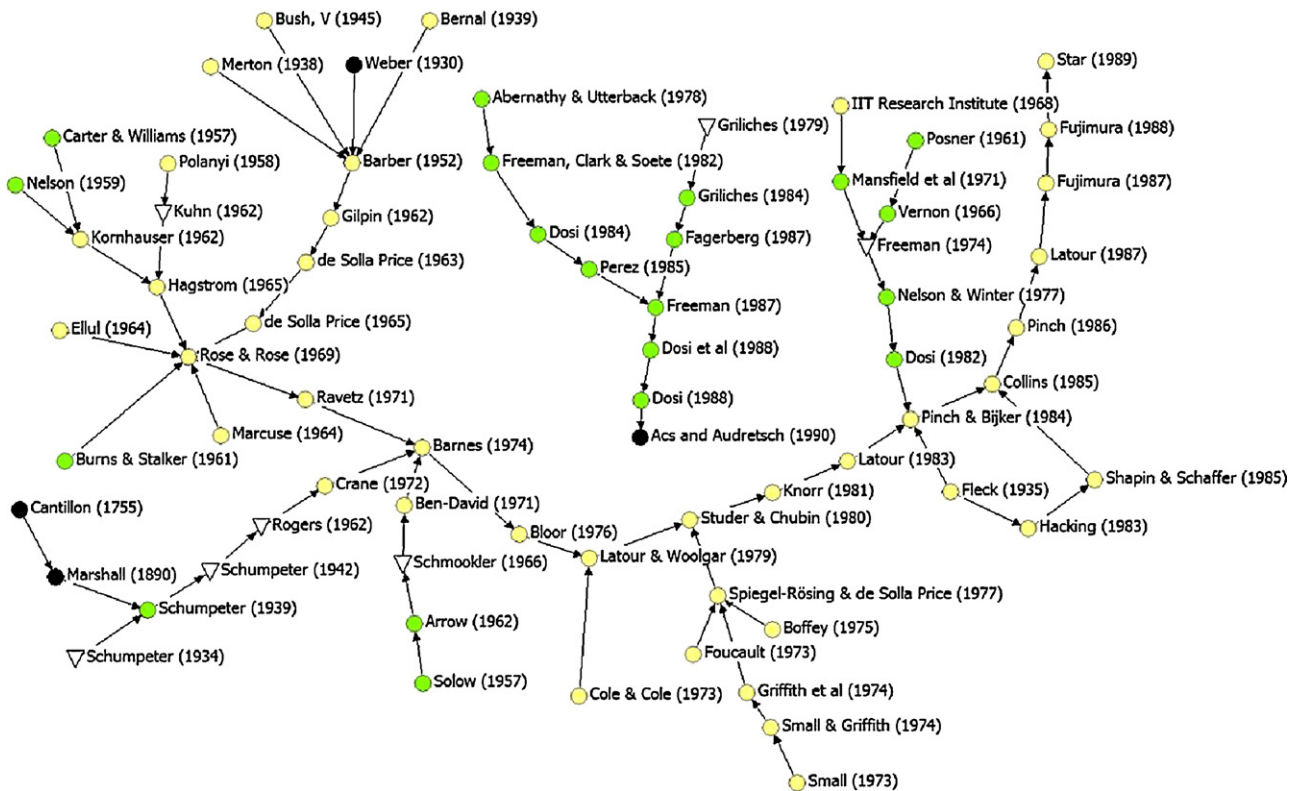 Bush, V (1945)
Bernal (1939)
Merton (1938)
Weber (1930)
Star (1989)
Abernathy & Utterback (1978)
IIT Research Institute (1968)
Griliches (1979)
Fujimura (1988)
Carter & Williams (1957)
Posner (1961)
Polanyi (1958)
Barber (1952)
Freeman, Clark & Soete (1982)
Nelson (1959)
Mansfield et al (1971)
Fujimura (1987)
Griliches (1984)
Kuhn (1962)
Vernon (1966)
Gilpin (1962)
Kornhauser (1962)
Dosi (1984)
Fagerberg (1987)
Freeman (1974)
Latour (1987)
de Solla Price (1963)
Perez (1985)
Hagstrom (1965)
Nelson & Winter (1977)
Freeman (1987)
de Solla Price (1965)
Pinch (1986)
Ellul (1964)
Dosi et al (1988)
Rose & Rose (1969)
Dosi (1982)
Collins (1985)
Ravetz (1971)
Dosi (1988)
Pinch & Bijker (1984)
Marcuse (1964)
Acs and Audretsch (1990)
Barnes (1974)
Burns & Stalker (1961)
Latour (1983)
Shapin & Schaffer (1985)
Crane (1972)
Knorr (1981)
Fleck (1935)
Cantillon (1755)
Ben-David (1971)
Rogers (1962)
Studer & Chubin (1980)
Hacking (1983)
Bloor (1976)
Latour & Woolgar (1979)
Schmookler (1966)
Schumpeter (1942)
Marshall (1890)
Spiegel-Rösing & de Solla Price (1977)
Schumpeter (1939)
Arrow (1962)
Boffey (1975)
Foucault (1973)
Schumpeter (1934)
Solow (1957)
Cole & Cole (1973)
Griffith et al (1974)
Small & Griffith (1974)
Small (1973)